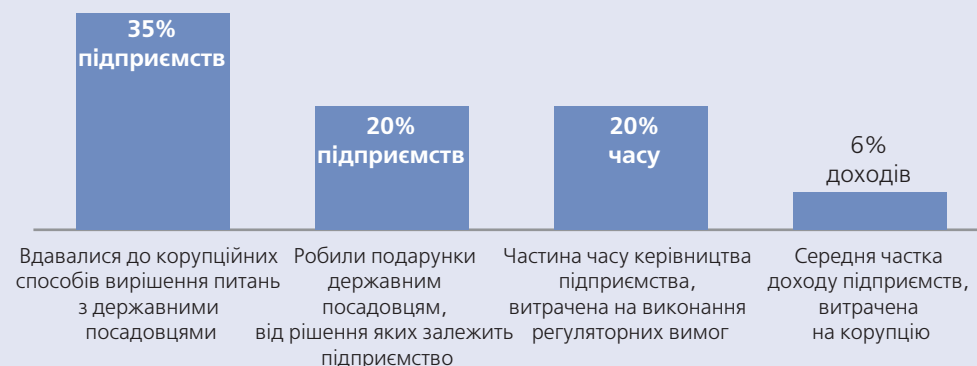 35%
підприємств
20%
підприємств
20%
часу
6%
доходів
Вдавалися до корупційних
способів вирішення питань
з державними
посадовцями
Робили подарунки
державним
посадовцям,
від рішення яких залежить
підприємство
Частина часу керівництва
підприємства,
витрачена на виконання
регуляторних вимог
Середня частка
доходу підприємств,
витрачена
на корупцію